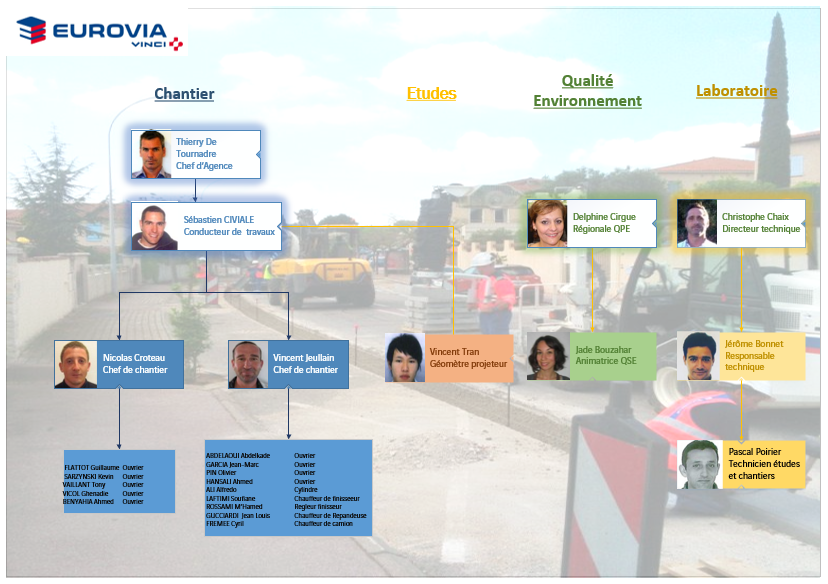 EUROVIA
VINCI
Chantier
Etudes
Qualité
Environnement
Laboratoire
Thierry De
Tournadre
Chef d'Agence
Sébastien CIVIALE
Conducteur de travaux
Delphine Cirgue
Régionale QPE
Christophe Chaix
Directeur technique
Nicolas Croteau
Chef de chantier
Vincent Jeullain
Chef de chantier
Vincent Tran
Géomètre projeteur
Jade Bouzahar
Animatrice QSE
Jérôme Bonnet
Responsable
technique
Pascal Poirier
Technicien études
et chantiers
FLATTOT Guillaume Ouvrier
SARZYNSKI Kevin Ouvrier
VAILLANT Tony Ouvrier
VICOL Ghenadie Ouvrier
BENYAHIA Ahmed Ouvrier
ABDELAOUI Abdelkade Ouvrier
GARCIA Jean-Marc Ouvrier
PIN Olivier Ouvrier
HANSALI Ahmed Ouvrier
ALI Alfredo Cylindre
LAFTIMI Soufiane Chauffeur de finisseur
ROSSAMI M'Hamed Regleur finisseur
GUCCIARDI Jean Louis Chauffeur de Repandeuse
FREMEE Cyril Chauffeur de camion